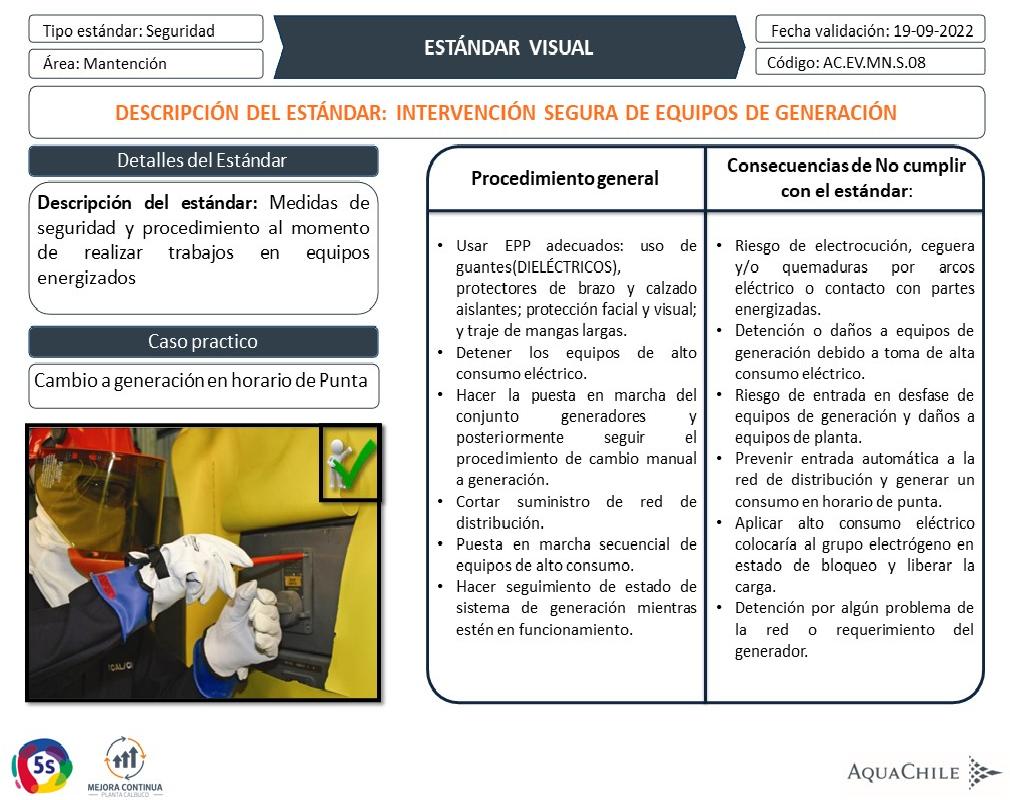 Tipo estándar: Seguridad
Área: Mantención
ESTÁNDAR VISUAL
Fecha validación: 19-09-2022
Código: AC.EV.MN.S.08
DESCRIPCIÓN DEL ESTÁNDAR: INTERVENCIÓN SEGURA DE EQUIPOS DE GENERACIÓN
Detalles del Estándar
Descripción del estándar: Medidas de
seguridad y procedimiento al momento
de realizar trabajos en equipos
energizados
Caso practico
Cambio a generación en horario de Punta
Procedimiento general
• Usar EPP adecuados: uso de
guantes(DIELÉCTRICOS),
protectores de brazo y calzado
aislantes; protección facial y visual;
y traje de mangas largas.
• Detener los equipos de alto
consumo eléctrico.
• Hacer la puesta en marcha del
conjunto generadores y
posteriormente seguir el
procedimiento de cambio manual
a generación.
• Cortar suministro de red de
distribución.
• Puesta en marcha secuencial de
equipos de alto consumo.
• Hacer seguimiento de estado de
sistema de generación mientras
estén en funcionamiento.
Consecuencias de No cumplir
con el estándar:
• Riesgo de electrocución, ceguera
y/o quemaduras por arcos
eléctrico o contacto con partes
energizadas.
• Detención o daños a equipos de
generación debido a toma de alta
consumo eléctrico.
• Riesgo de entrada en desfase de
equipos de generación y daños a
equipos de planta.
• Prevenir entrada automática a la
red de distribución y generar un
consumo en horario de punta.
• Aplicar alto consumo eléctrico
colocaría al grupo electrógeno en
estado de bloqueo y liberar la
carga.
• Detención por algún problema de
la red o requerimiento del
generador.
5s
MEJORA CONTINUA
PLANTA CALBUCO
AQUACHILE